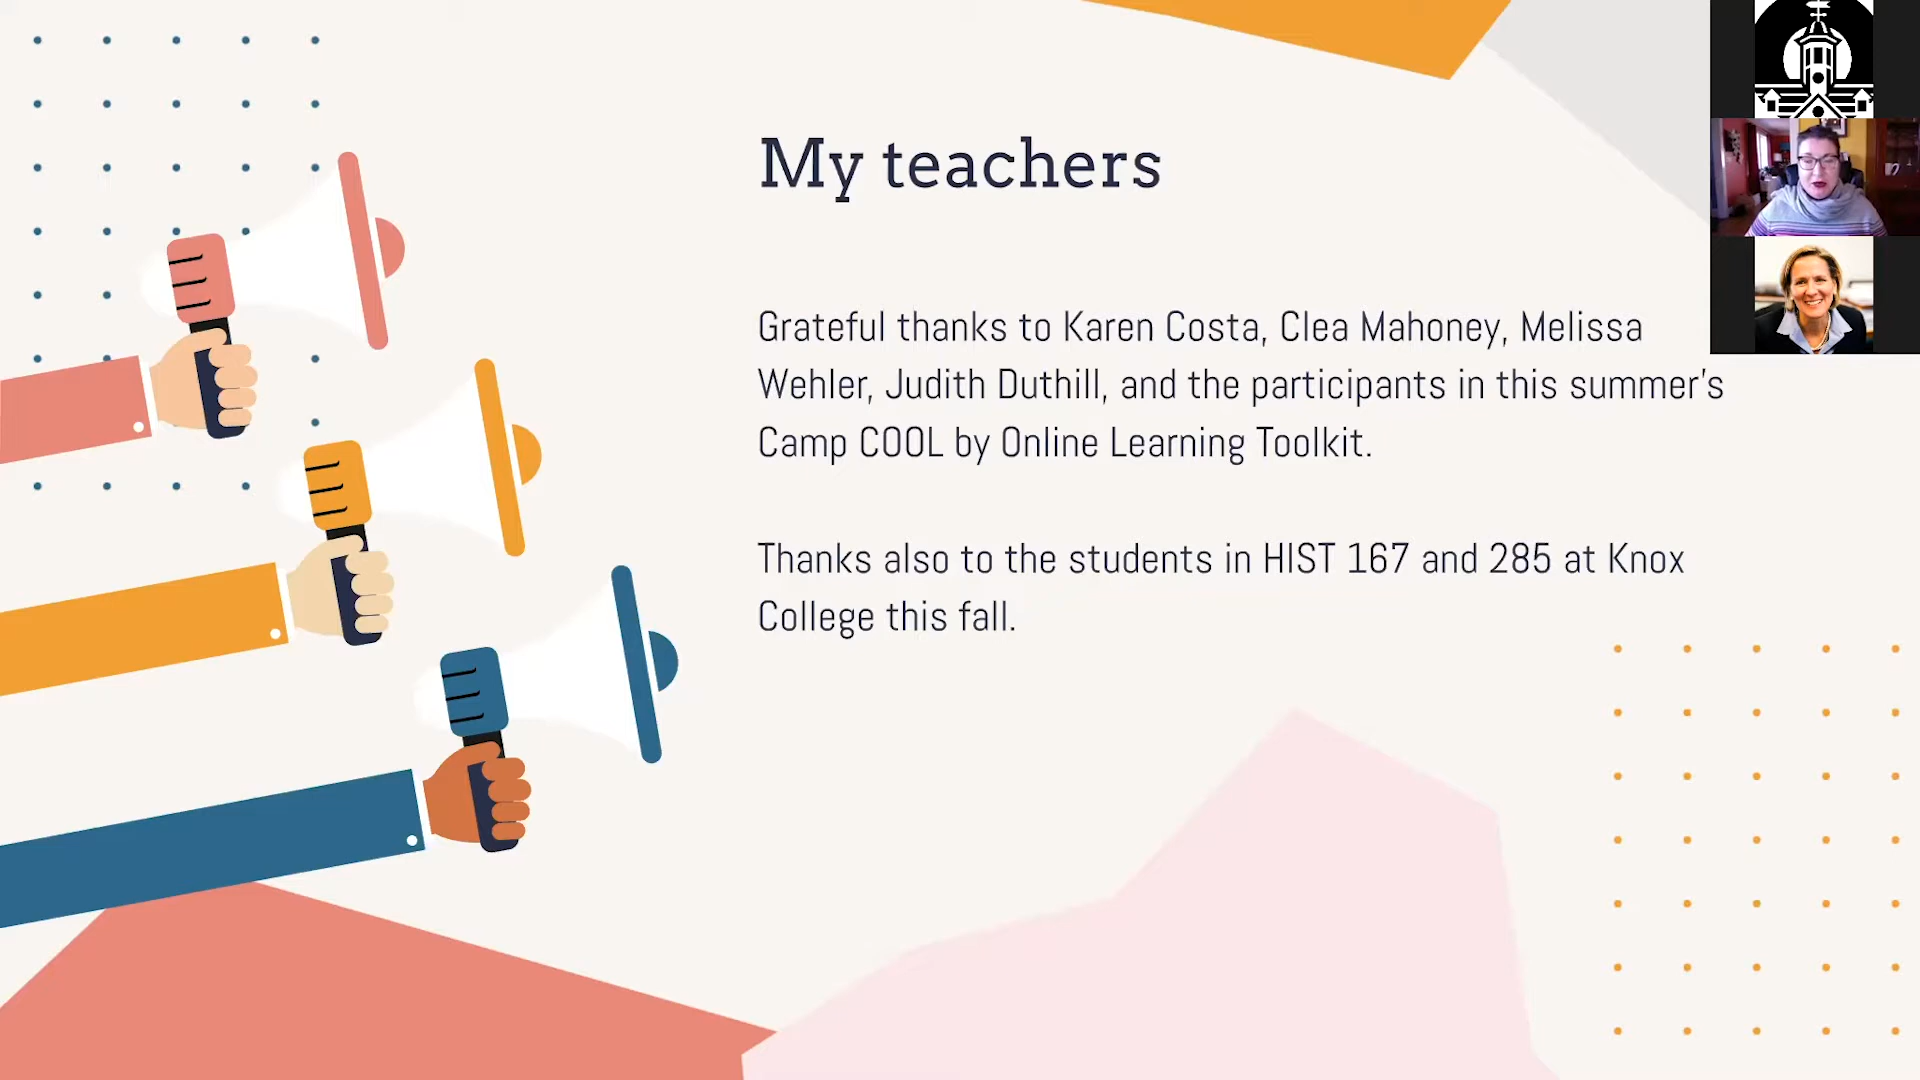 My teachers
Grateful thanks to Karen Costa, Clea Mahoney, Melissa
Wehler, Judith Duthill, and the participants in this summer's
Camp COOL by Online Learning Toolkit.
Thanks also to the students in HIST 167 and 285 at Knox
College this fall.